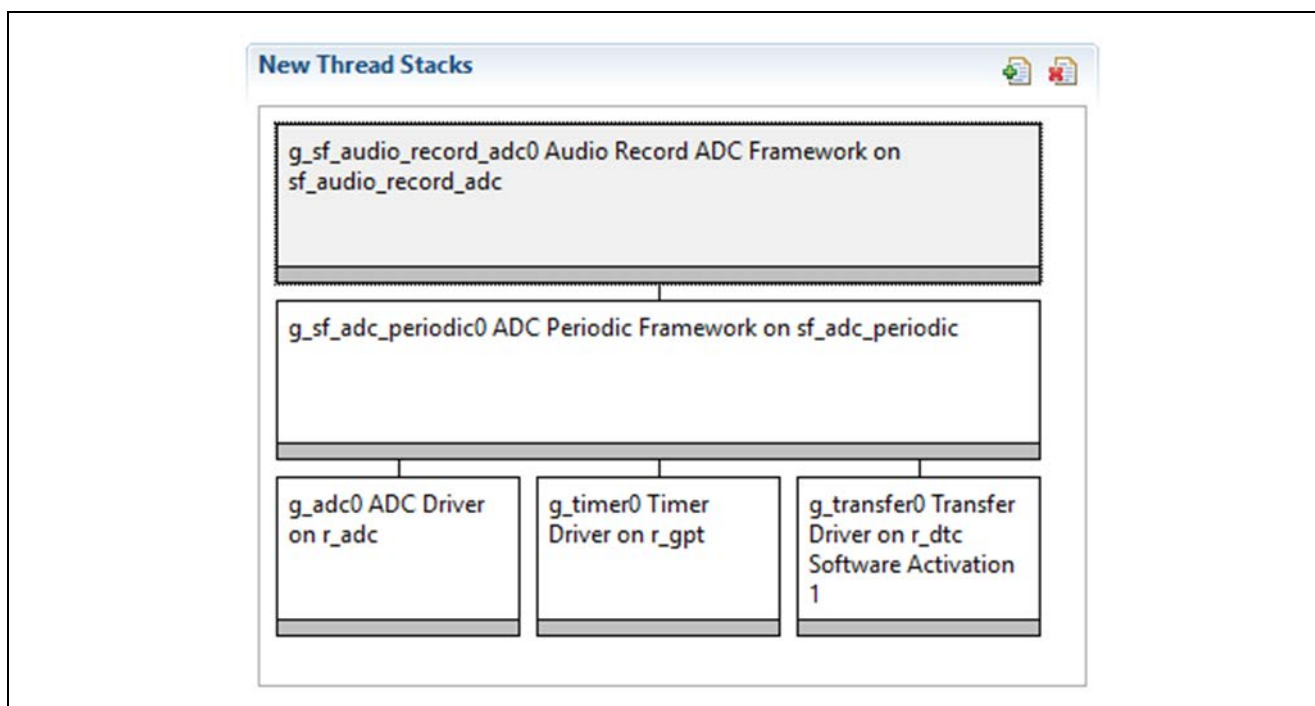 New Thread Stacks
g_sf_audio_record_adc0 Audio Record ADC Framework on
sf_audio_record_adc
g_sf_adc_periodic0 ADC Periodic Framework on sf_adc_periodic
g_adc0 ADC Driver
on r_adc
g_timer0 Timer
Driver on r_gpt
g_transfer0 Transfer
Driver on r_dtc
Software Activation
1